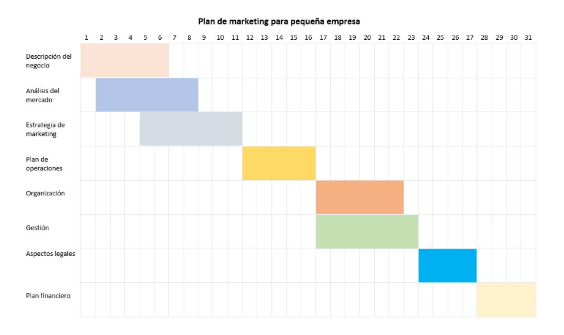 Plan de marketing para pequeña empresa
1 2 3 4 5 6 7 8 9 10 11 12 13 14 15 16 17 18 19 20 21 22 23 24 25 26 27 28 29 30 31
Descripción del
negocio
Análisis del
mercado
Estrategia de
marketing
Plan de
operaciones
Organización
Gestión
Aspectos legales
Plan financiero